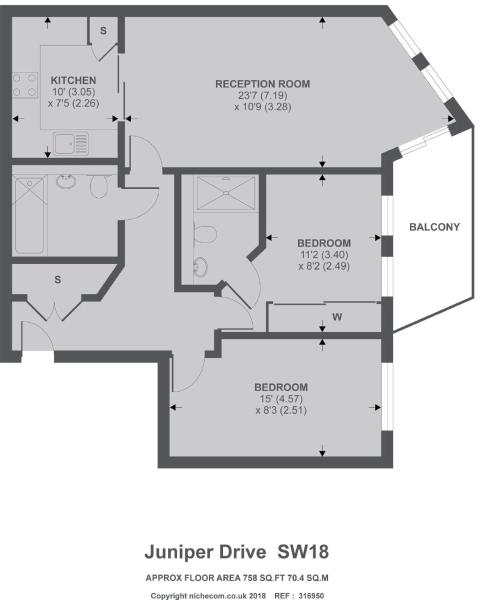 S
KITCHEN
10' (3.05)
x 7'5 (2.26)
RECEPTION ROOM
23'7 (7.19)
x 10'9 (3.28)
BALCONY
BEDROOM
11'2 (3.40)
x 8'2 (2.49)
S
W
BEDROOM
15' (4.57)
x 8'3 (2.51)
Juniper Drive SW18
APPROX FLOOR AREA 758 SQ.FT 70.4 SQ.M
Copyright nichecom.co.uk 2018 REF : 316950